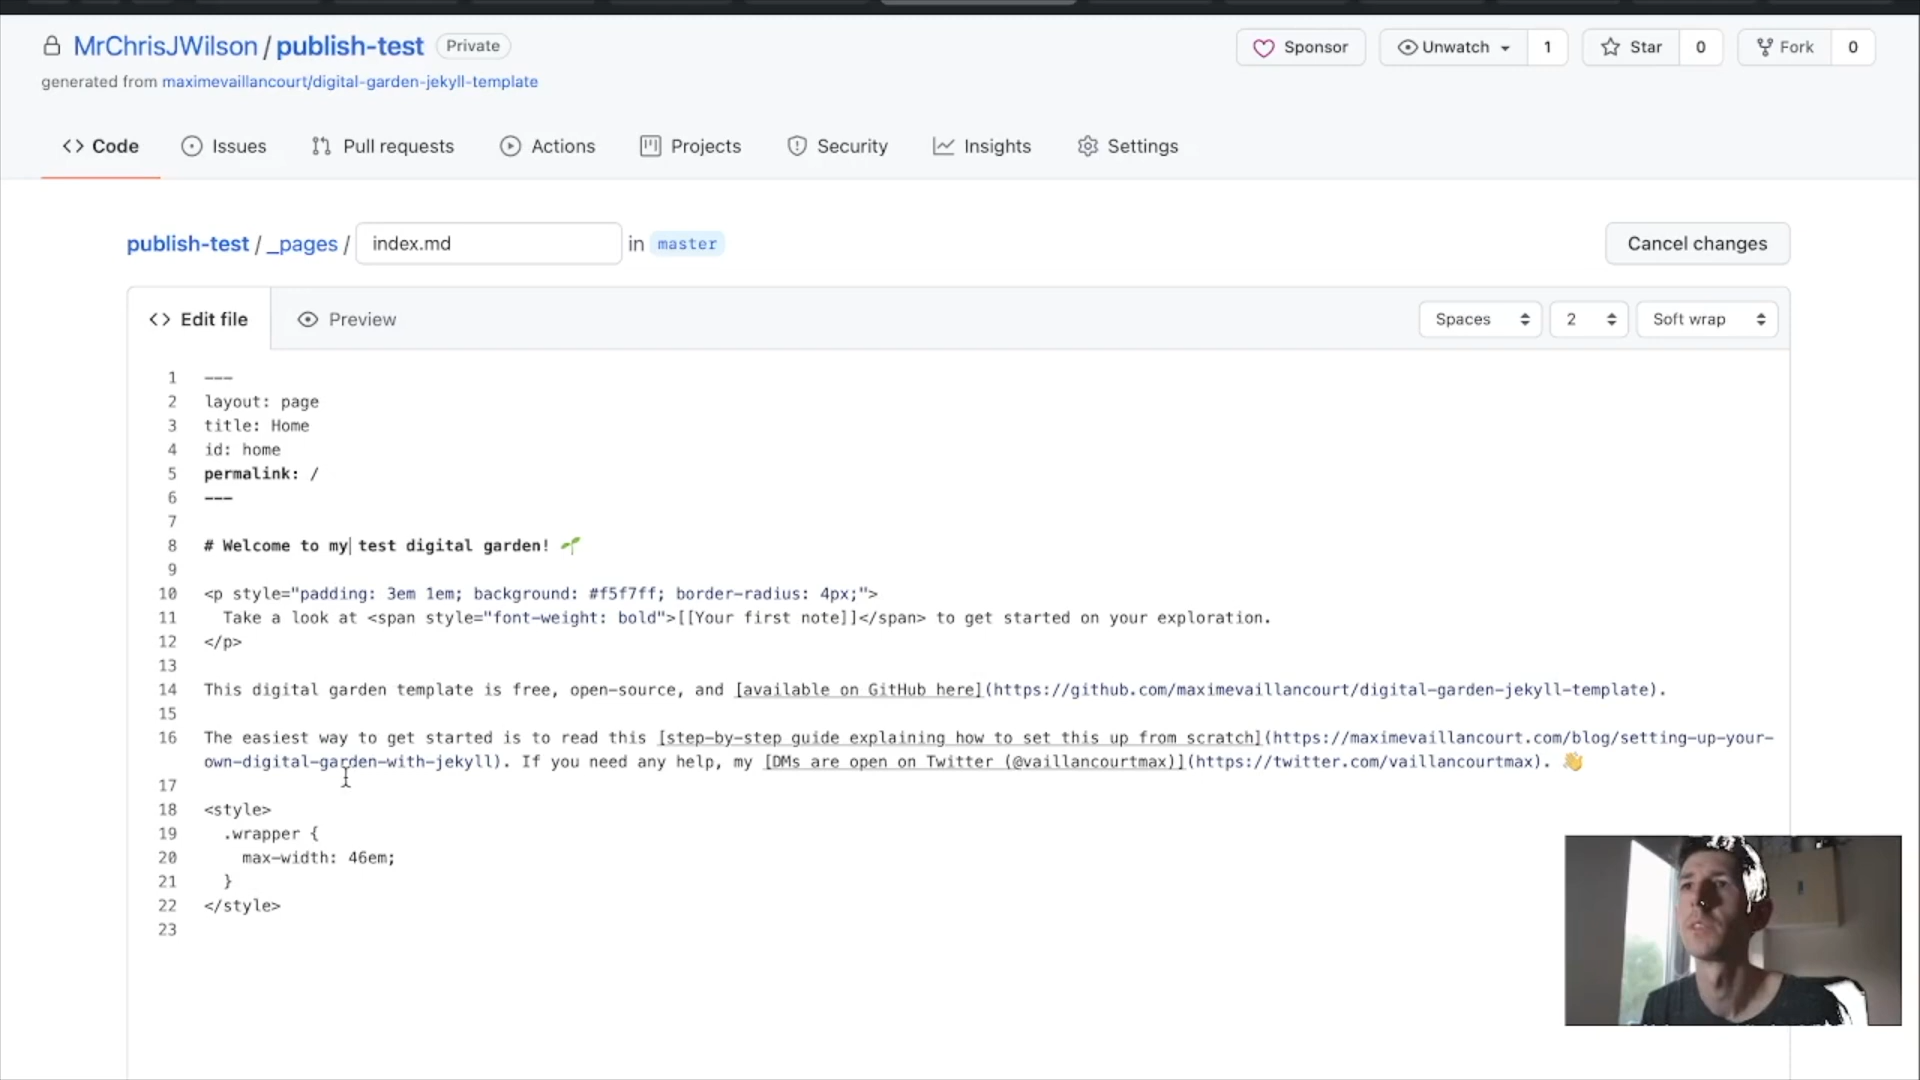 MrChrisJWilson / publish-test Private Sponsor Unwatch 1 Star 0 Fork 0
generated from maximevaillancourt/digital-garden-jekyll-template
Code Issues Pull requests Actions Projects Security Insights Settings
publish-test / _pages / index.md in master Cancel changes
<> Edit file Preview Spaces 2 Soft wrap
1 ---
2 layout: page
3 title: Home
4 id: home
5 permalink: /
6 ---
7
8 # Welcome to my test digital garden! 🌱
9
10 <p style="padding: 3em 1em; background: #f5f7ff; border-radius: 4px;">
11 Take a look at <span style="font-weight: bold">[[Your first note]]</span> to get started on your exploration.
12 </p>
13
14 This digital garden template is free, open-source, and [available on GitHub here](https://github.com/maximevaillancourt/digital-garden-jekyll-template).
15
16 The easiest way to get started is to read this [step-by-step guide explaining how to set this up from scratch](https://maximevaillancourt.com/blog/setting-up-your-
own-digital-garden-with-jekyll). If you need any help, my [DMs are open on Twitter (@vaillancourtmax)](https://twitter.com/vaillancourtmax). 👋
17
18 <style>
19 .wrapper {
20 max-width: 46em;
21 }
22 </style>
23